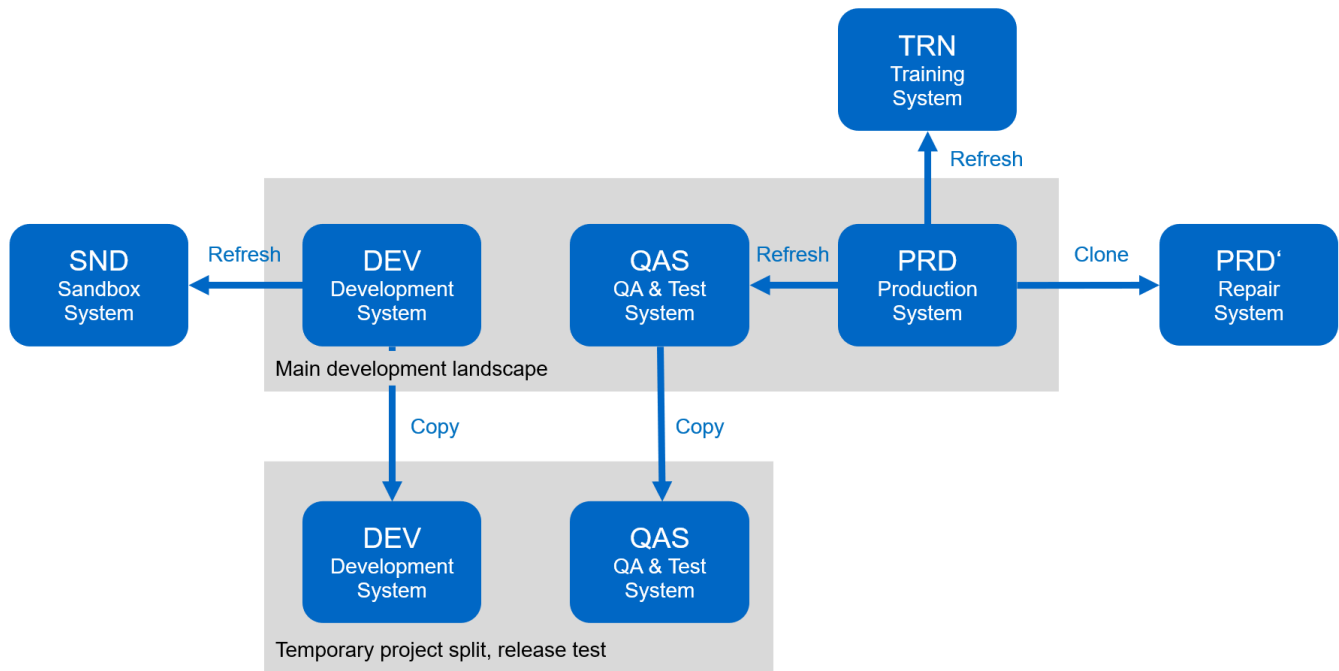 TRN
Training
System
Refresh
SND
Sandbox
System
Refresh
DEV
Development
System
QAS
QA & Test
System
Refresh
PRD
Production
System
Clone
PRD‘
Repair
System
Main development landscape
Copy
Copy
DEV
Development
System
QAS
QA & Test
System
Temporary project split, release test